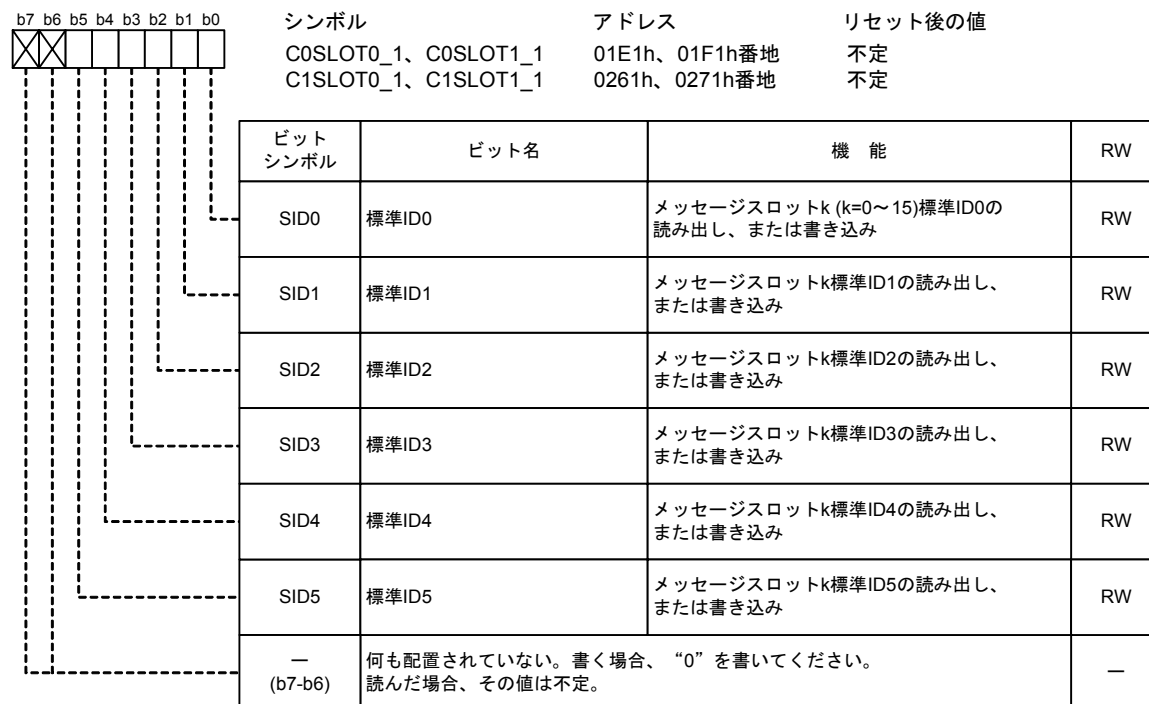 b7 b6 b5 b4 b3 b2 b1 b0
シンボル アドレス リセット後の値
C0SLOT0_1、C0SLOT1_1 01E1h、01F1h番地 不定
C1SLOT0_1、C1SLOT1_1 0261h、0271h番地 不定
ビット
シンボル
ビット名
機 能
RW
SID0
標準ID0
メッセージスロットk (k=0～15)標準ID0の
読み出し、または書き込み
RW
SID1
標準ID1
メッセージスロットk標準ID1の読み出し、
または書き込み
RW
SID2
標準ID2
メッセージスロットk標準ID2の読み出し、
または書き込み
RW
SID3
標準ID3
メッセージスロットk標準ID3の読み出し、
または書き込み
RW
SID4
標準ID4
メッセージスロットk標準ID4の読み出し、
または書き込み
RW
SID5
標準ID5
メッセージスロットk標準ID5の読み出し、
または書き込み
RW
―
(b7-b6)
何も配置されていない。書く場合、“0”を書いてください。
読んだ場合、その値は不定。
―